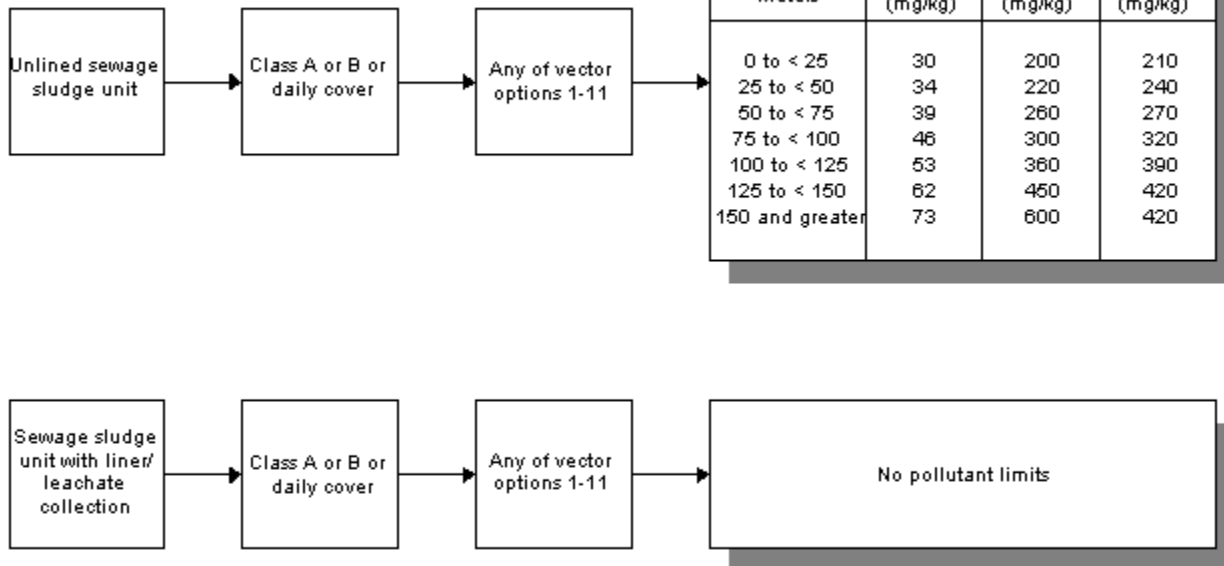 (mg/kg) (mg/kg) (mg/kg)
Unlined sewage
sludge unit
Class A or B or
daily cover
Any of vector
options 1-11
0 to < 25 30 200 210
25 to < 50 34 220 240
50 to < 75 39 260 270
75 to < 100 46 300 320
100 to < 125 53 360 390
125 to < 150 62 450 420
150 and greater 73 600 420
Sewage sludge
unit with liner/
leachate
collection
Class A or B or
daily cover
Any of vector
options 1-11
No pollutant limits